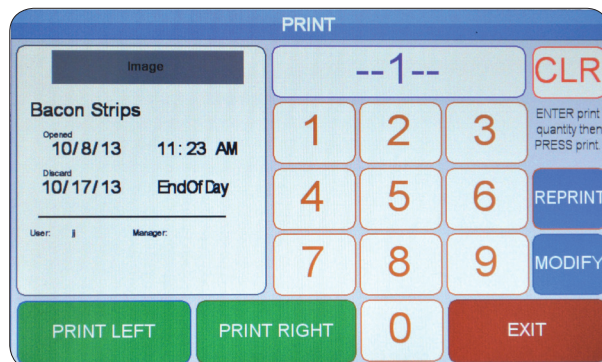 PRINT
Image
Bacon Strips
Opened
10/8/13 11:23 AM
Discard
10/17/13 EndOfDay
User: jj Manager:
--1--
CLR
1 2 3
ENTER print
quantity then
PRESS print.
4 5 6
REPRINT
7 8 9
MODIFY
PRINT LEFT
PRINT RIGHT
0
EXIT